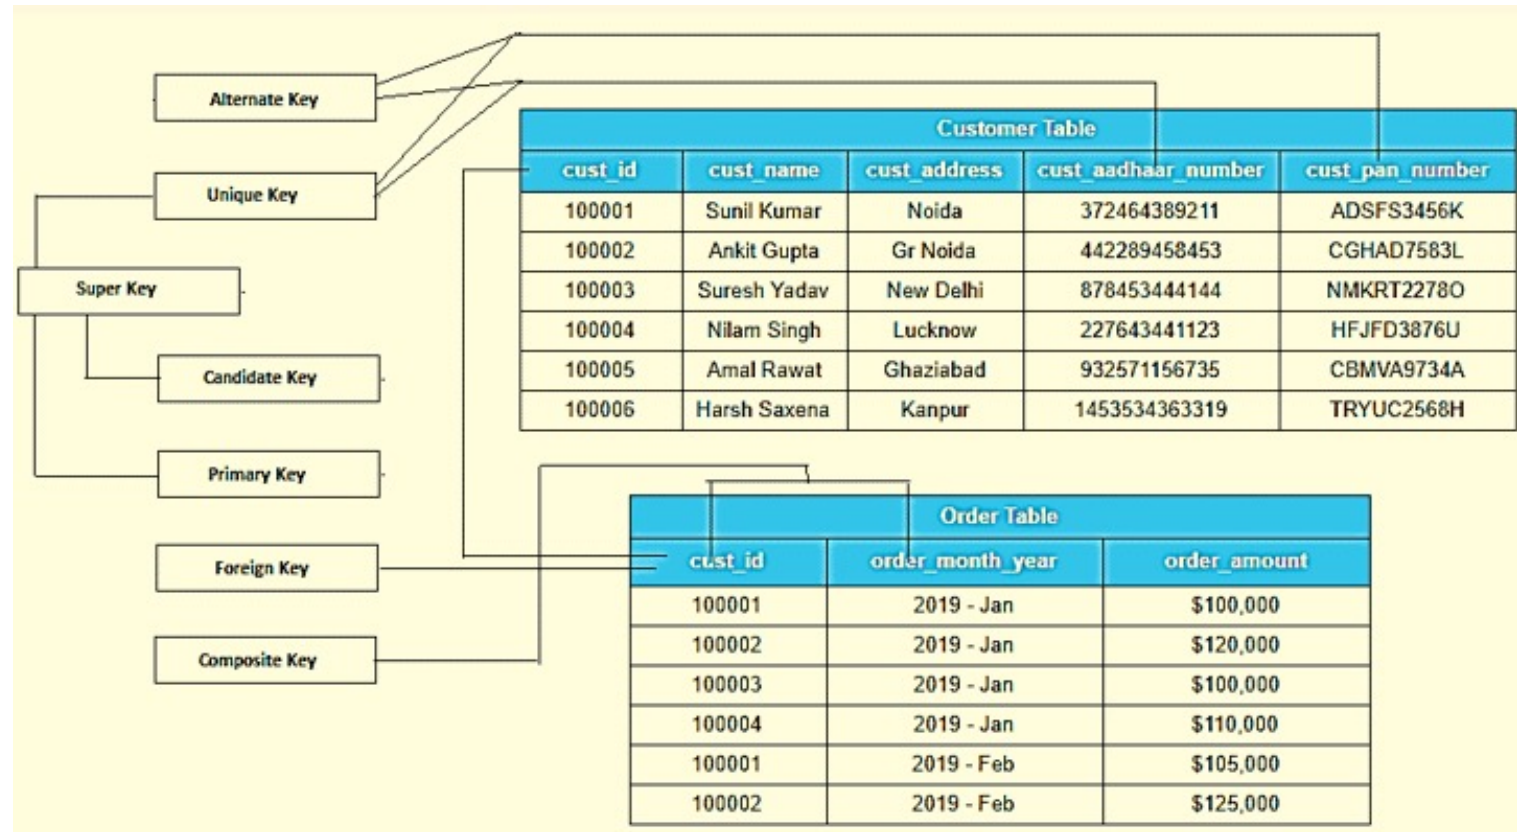 Alternate Key
Unique Key
Super Key
Candidate Key
Primary Key
Foreign Key
Composite Key
Customer Table
cust_id cust_name cust_address cust_aadhaar_number cust_pan_number
100001 Sunil Kumar Noida 372464389211 ADSFS3456K
100002 Ankit Gupta Gr Noida 442289458453 CGHAD7583L
100003 Suresh Yadav New Delhi 878453444144 NMKRT2278O
100004 Nilam Singh Lucknow 227643441123 HFJFD3876U
100005 Amal Rawat Ghaziabad 932571156735 CBMVA9734A
100006 Harsh Saxena Kanpur 1453534363319 TRYUC2568H
Order Table
cust_id order_month_year order_amount
100001 2019 - Jan $100,000
100002 2019 - Jan $120,000
100003 2019 - Jan $100,000
100004 2019 - Jan $110,000
100001 2019 - Feb $105,000
100002 2019 - Feb $125,000